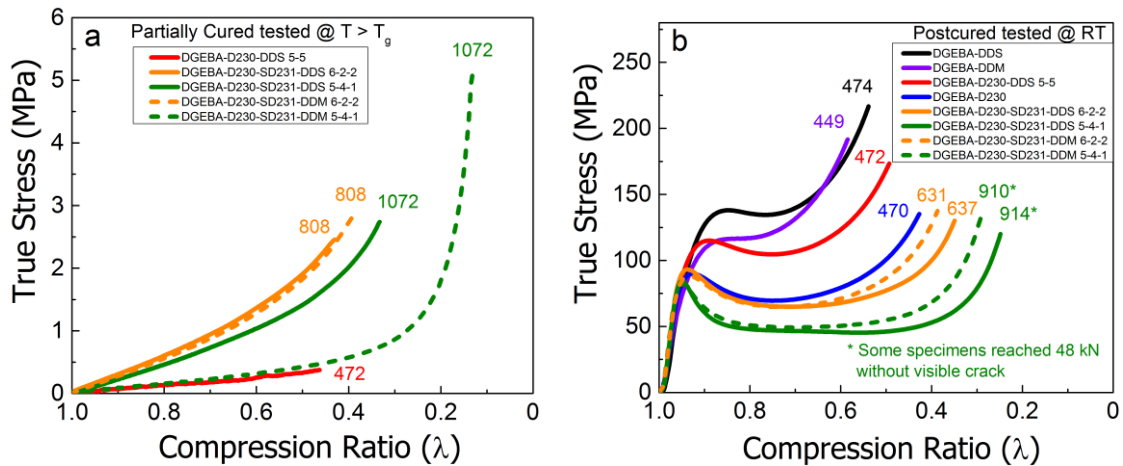 a
Partially Cured tested @ T > Tg
DGEBA-D230-DDS 5-5
DGEBA-D230-SD231-DDS 6-2-2
DGEBA-D230-SD231-DDS 5-4-1
DGEBA-D230-SD231-DDM 6-2-2
DGEBA-D230-SD231-DDM 5-4-1
1072
808
808
1072
472
True Stress (MPa)
6
5
4
3
2
1
0
1.0
0.8
0.6
0.4
0.2
0
Compression Ratio (λ)
b
Postcured tested @ RT
DGEBA-DDS
DGEBA-DDM
DGEBA-D230-DDS 5-5
DGEBA-D230
DGEBA-D230-SD231-DDS 6-2-2
DGEBA-D230-SD231-DDS 5-4-1
DGEBA-D230-SD231-DDM 6-2-2
DGEBA-D230-SD231-DDM 5-4-1
474
449
472
470
631
637
910*
914*
* Some specimens reached 48 kN
without visible crack
True Stress (MPa)
250
200
150
100
50
0
1.0
0.8
0.6
0.4
0.2
0
Compression Ratio (λ)